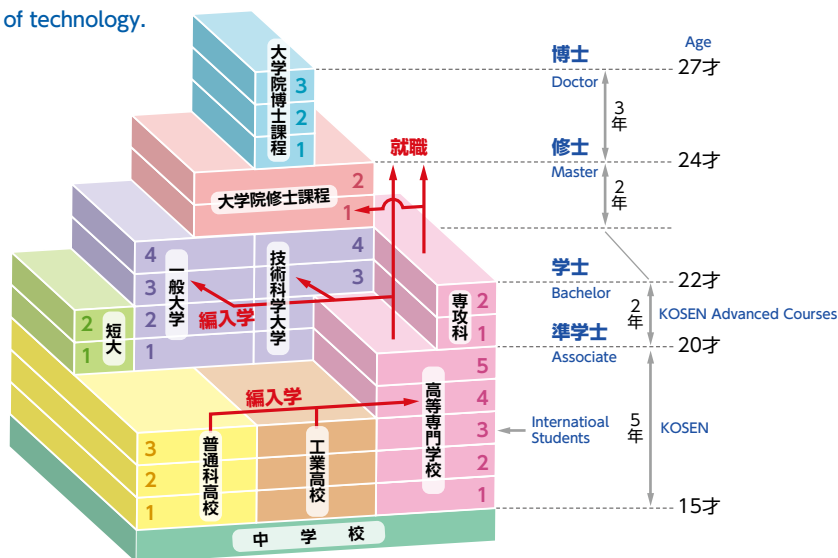 of technology.
Age
博士
Doctor
27才
3年
修士
Master
24才
2年
学士
Bachelor
22才
2年
KOSEN Advanced Courses
準学士
Associate
20才
5年
KOSEN
Internatioal
Students
15才
大学院博士課程
3
2
1
就職
大学院修士課程
2
1
一般大学
4
3
2
1
技術科学大学
4
3
編入学
短大
2
1
専攻科
2
1
編入学
高等専門学校
5
4
3
2
1
普通科高校
3
2
1
工業高校
中学校